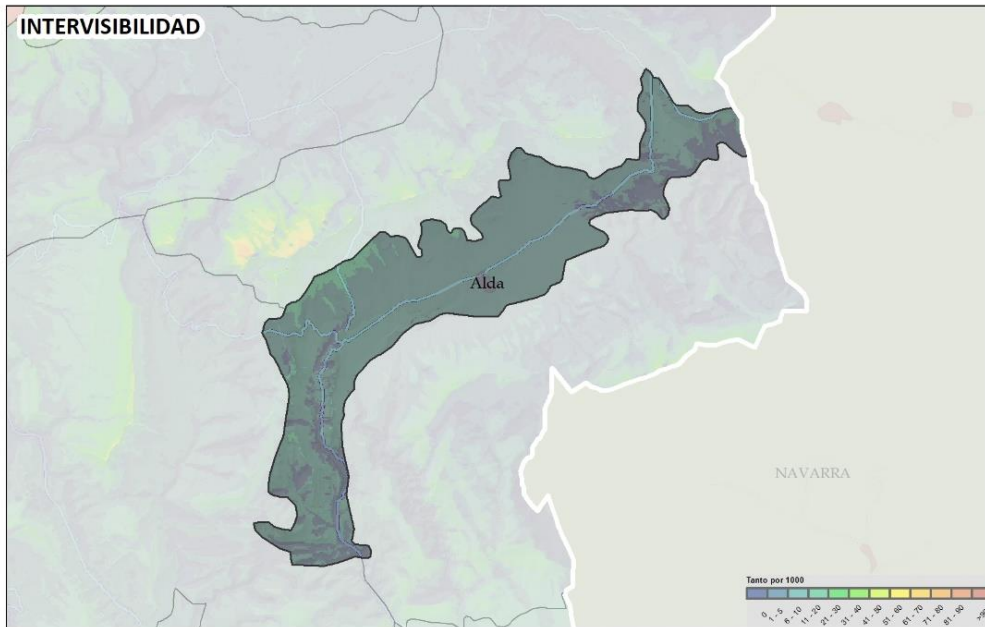 INTERVISIBILIDAD
Alda
NAVARRA
Tanto por 1000
0 1 - 5 6 - 10 11 - 20 21 - 30 31 - 40 41 - 50 51 - 60 61 - 70 71 - 80 81 - 90